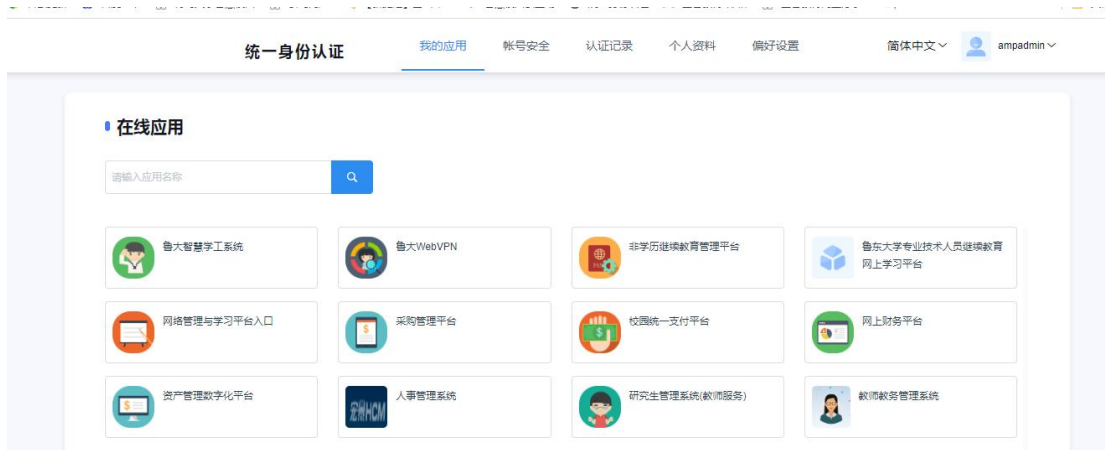 统一身份认证
我的应用
帐号安全
认证记录
个人资料
偏好设置
简体中文
ampadmin
在线应用
请输入应用名称
鲁大智慧学工系统
鲁大WebVPN
非学历继续教育管理平台
鲁东大学专业技术人员继续教育
网上学习平台
网络管理与学习平台入口
采购管理平台
校园统一支付平台
网上财务平台
资产管理数字化平台
人事管理系统
研究生管理系统(教师服务)
教师教务管理系统